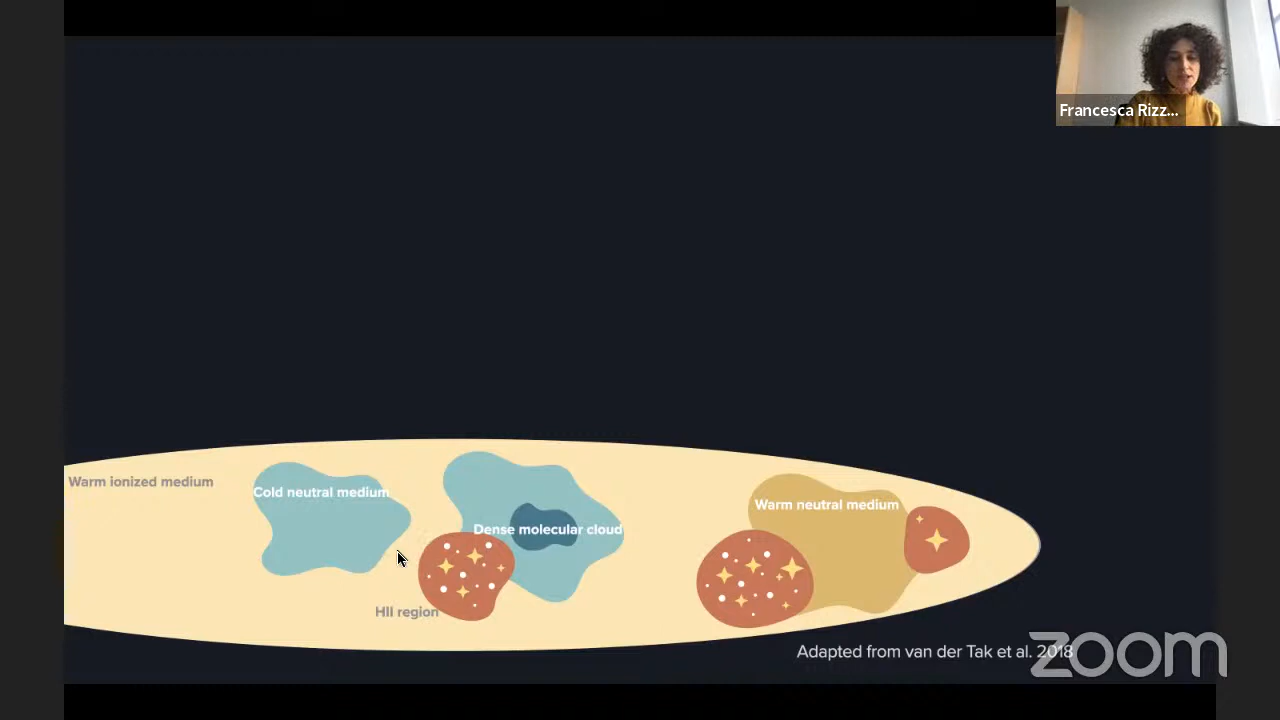 Francesca Rizz...
Warm ionized medium
Cold neutral medium
Warm neutral medium
Dense molecular cloud
HII region
Adapted from van der Tak et al. 2018
zoom